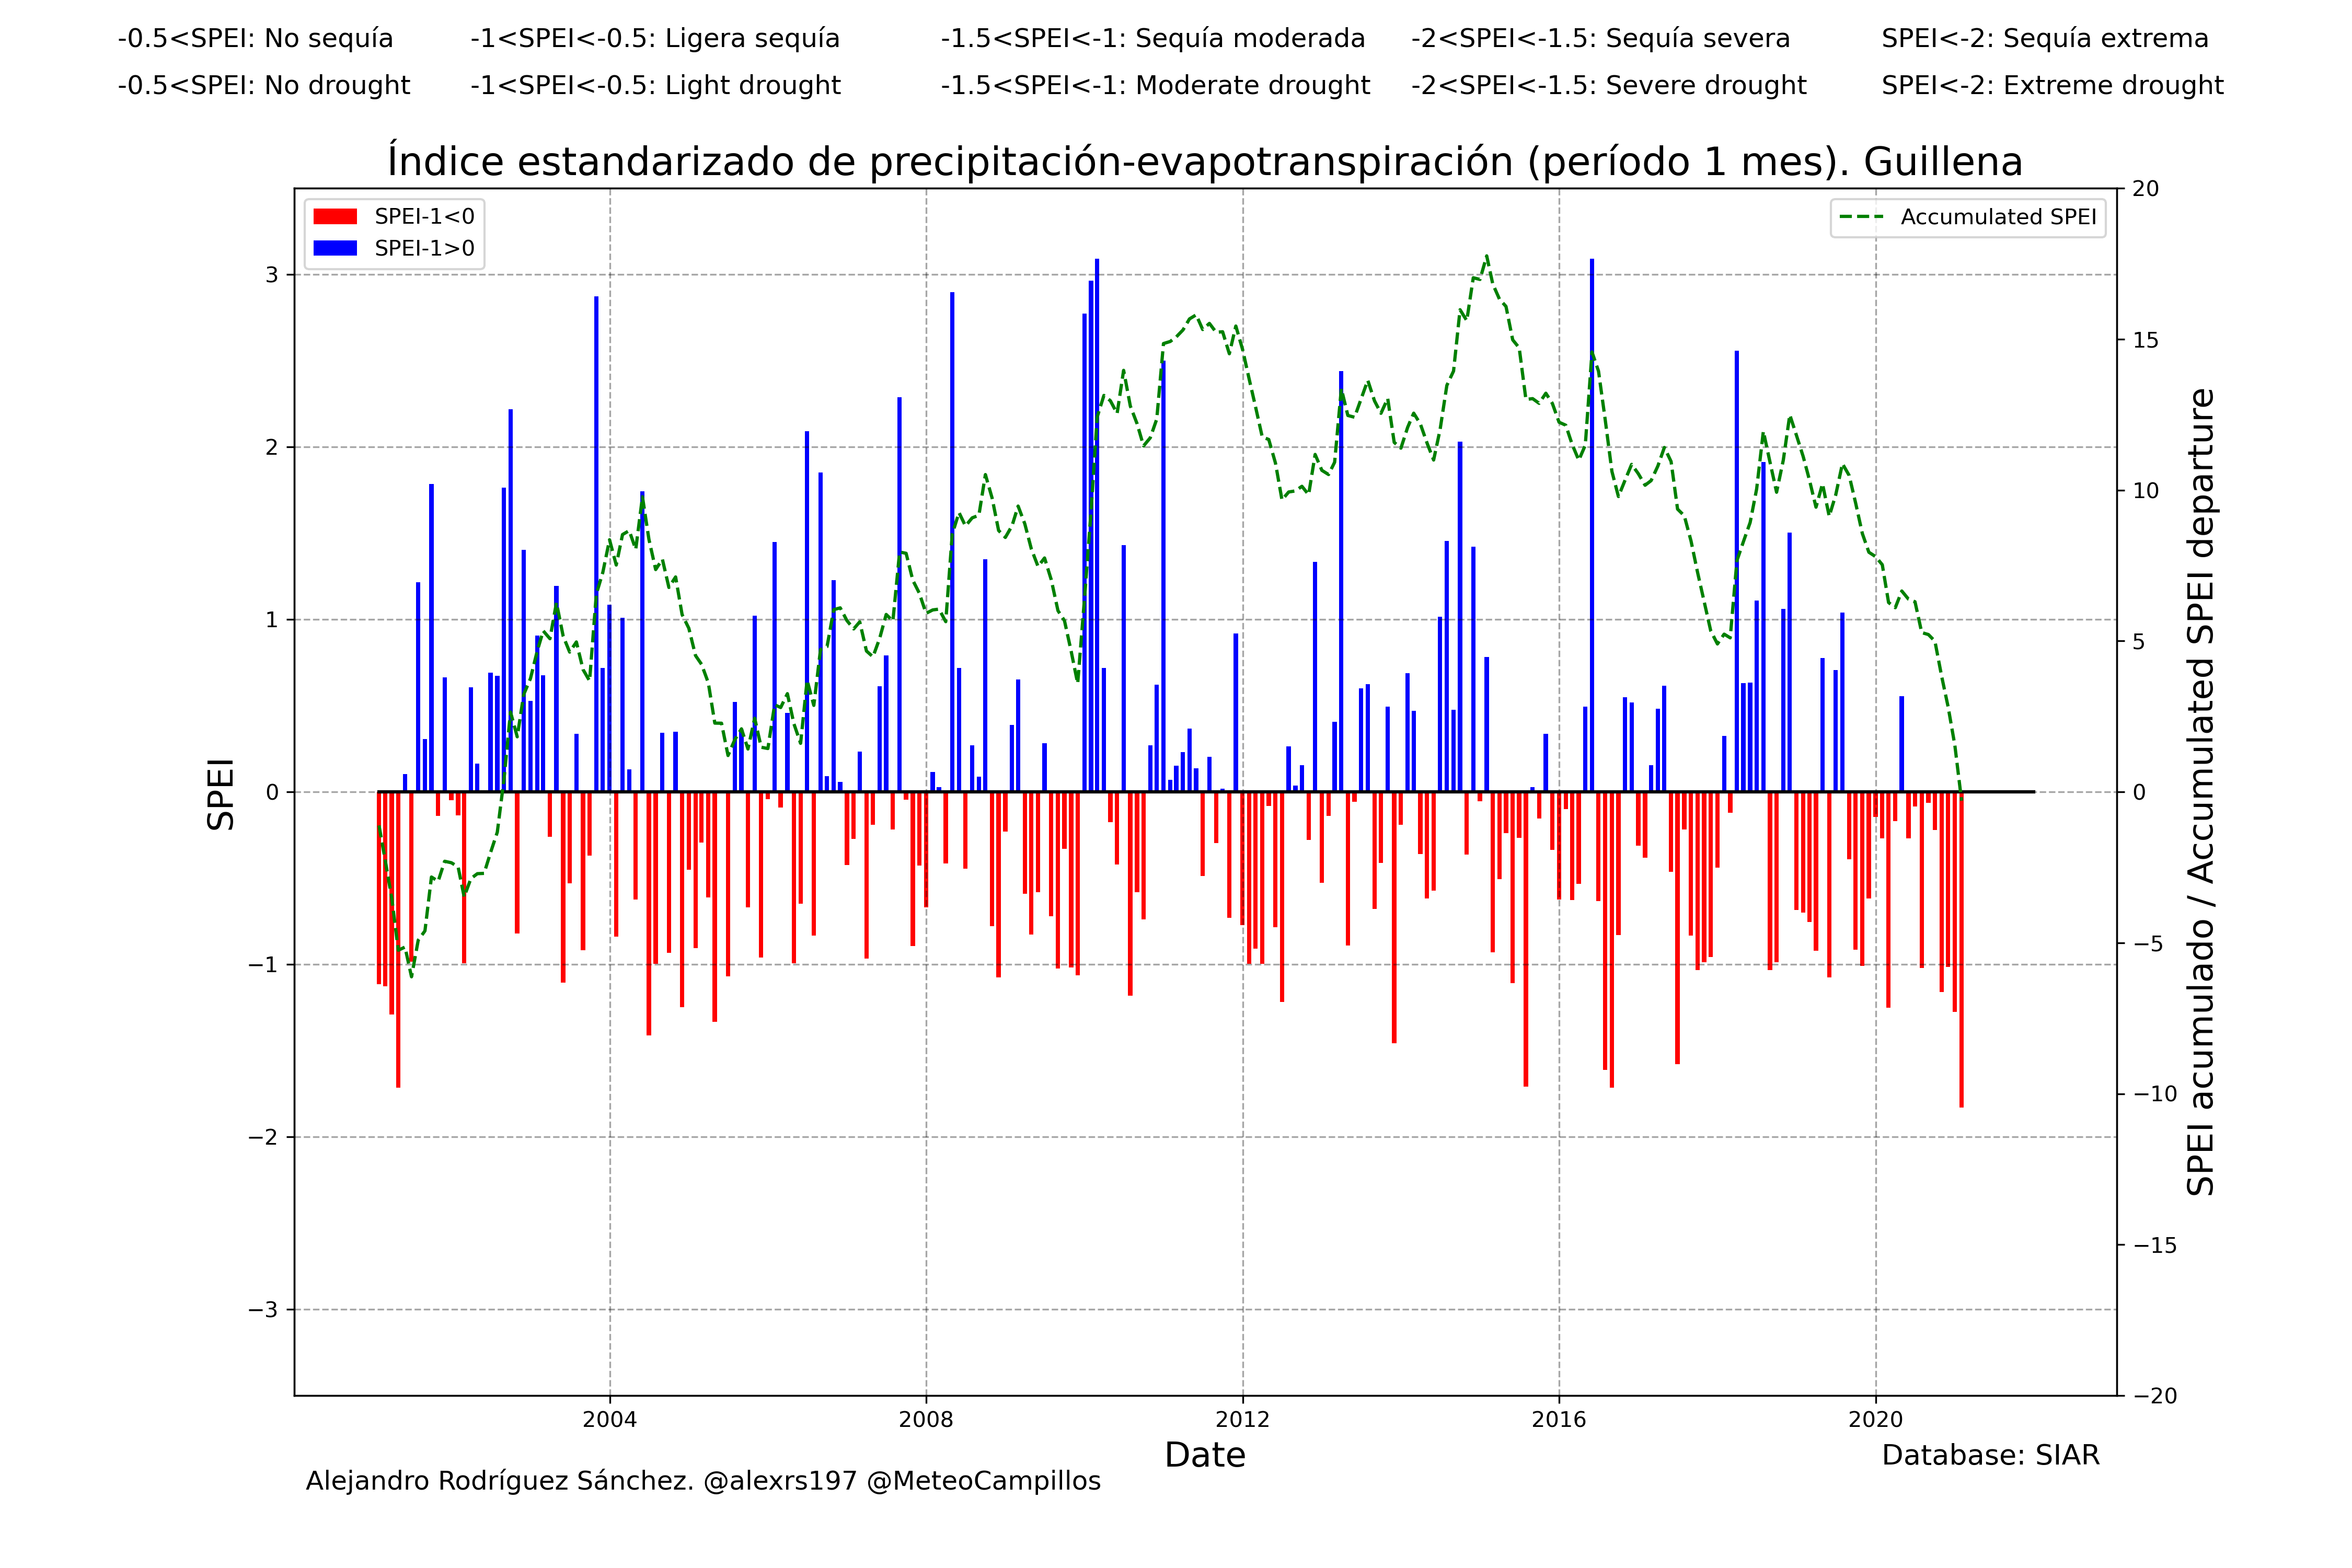 -0.5<SPEI: No sequía -1<SPEI<-0.5: Ligera sequía -1.5<SPEI<-1: Sequía moderada -2<SPEI<-1.5: Sequía severa SPEI<-2: Sequía extrema
-0.5<SPEI: No drought -1<SPEI<-0.5: Light drought -1.5<SPEI<-1: Moderate drought -2<SPEI<-1.5: Severe drought SPEI<-2: Extreme drought
Índice estandarizado de precipitación-evapotranspiración (período 1 mes). Guillena
SPEI-1<0
SPEI-1>0
Accumulated SPEI
SPEI
3
2
1
0
−1
−2
−3
20
15
10
5
0
−5
−10
−15
−20
SPEI acumulado / Accumulated SPEI departure
2004 2008 2012 2016 2020
Date
Database: SIAR
Alejandro Rodríguez Sánchez. @alexrs197 @MeteoCampillos